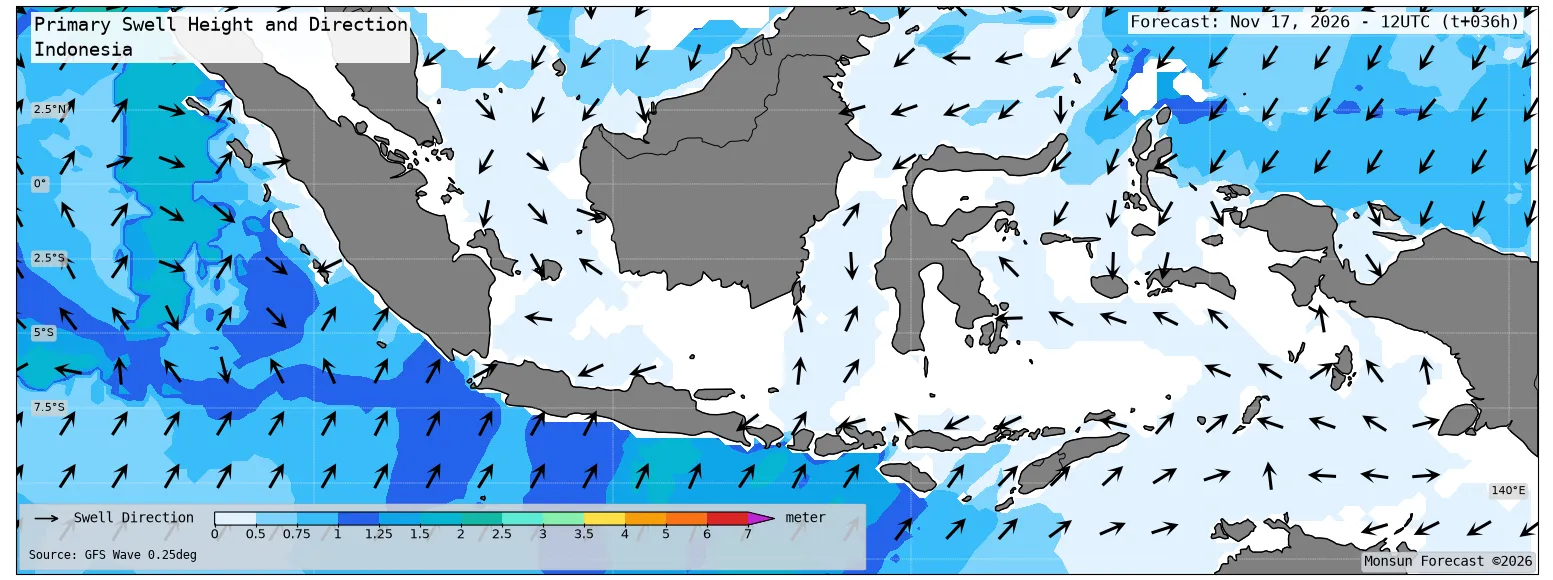 Primary Swell Height and Direction
Indonesia
Forecast: Nov 17, 2026 - 12UTC (t+036h)
2.5°N
0°
2.5°S
5°S
7.5°S
140°E
Swell Direction
meter
0 0.5 0.75 1 1.25 1.5 2 2.5 3 3.5 4 5 6 7
Source: GFS Wave 0.25deg
Monsun Forecast ©2026